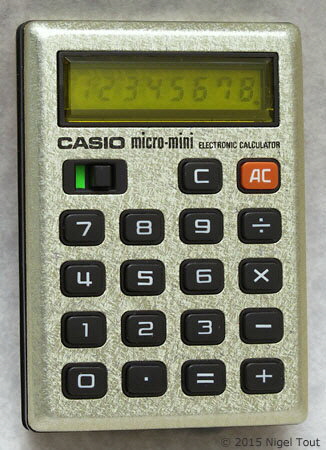 12345678.
CASIO micro-mini ELECTRONIC CALCULATOR
C AC
7 8 9 ÷
4 5 6 ×
1 2 3 −
0 · = +
© 2015 Nigel Tout